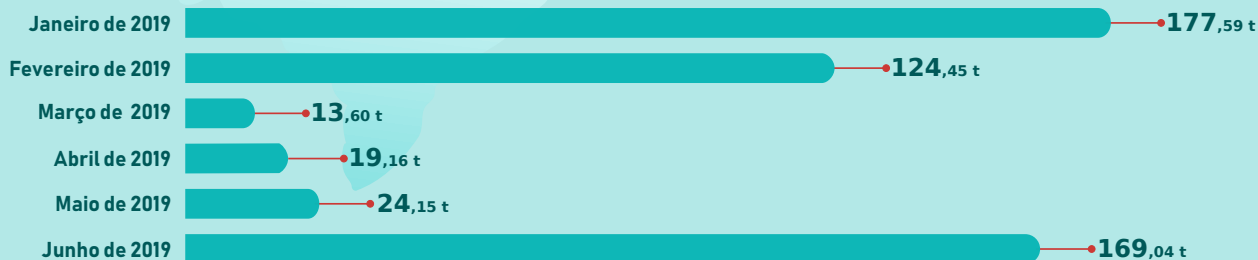 Janeiro de 2019 177,59 t
Fevereiro de 2019 124,45 t
Março de 2019 13,60 t
Abril de 2019 19,16 t
Maio de 2019 24,15 t
Junho de 2019 169,04 t